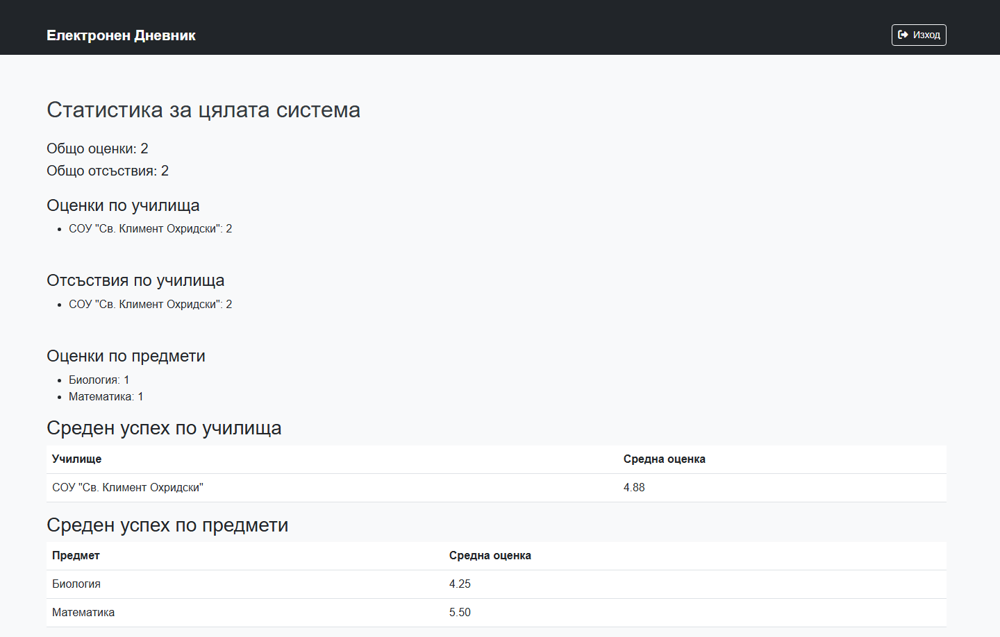 Електронен Дневник
Изход
Статистика за цялата система
Общо оценки: 2
Общо отсъствия: 2
Оценки по училища
СОУ "Св. Климент Охридски": 2
Отсъствия по училища
СОУ "Св. Климент Охридски": 2
Оценки по предмети
Биология: 1
Математика: 1
Среден успех по училища
Училище Средна оценка
СОУ "Св. Климент Охридски" 4.88
Среден успех по предмети
Предмет Средна оценка
Биология 4.25
Математика 5.50